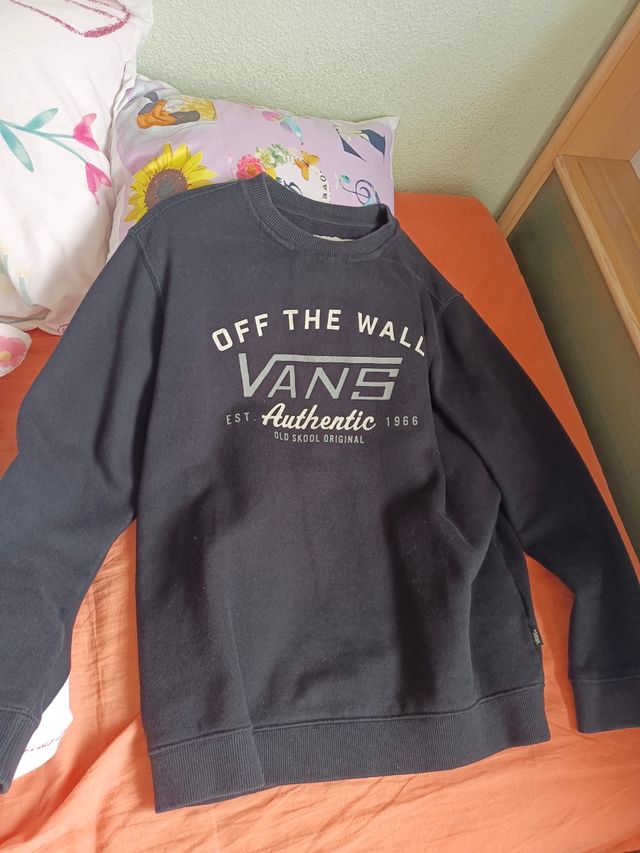 OFF THE WALL
VANS
EST. Authentic 1966
OLD SKOOL ORIGINAL